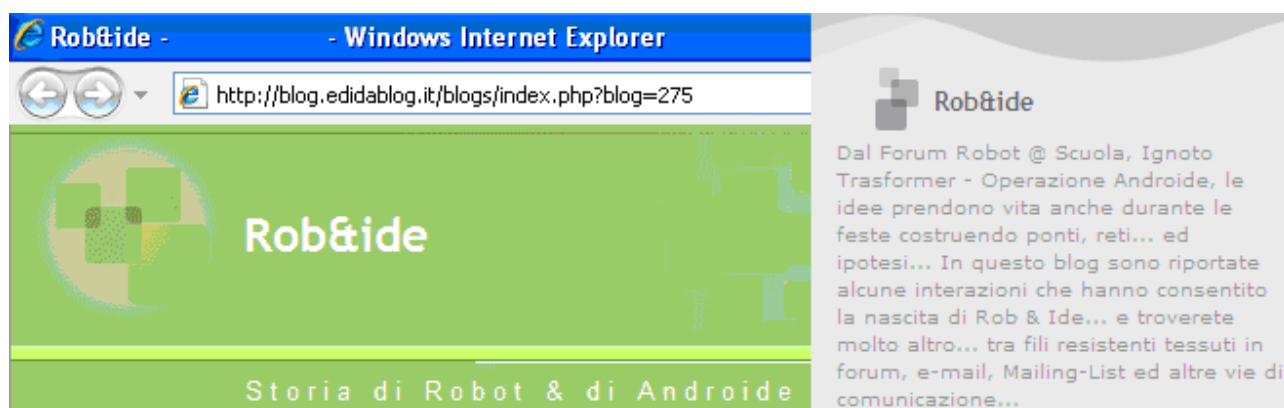 Rob&ide - - Windows Internet Explorer
http://blog.edidablog.it/blogs/index.php?blog=275
Rob&ide
Storia di Robot & di Androide
Rob&ide
Dal Forum Robot @ Scuola, Ignoto
Trasformer - Operazione Androide, le
idee prendono vita anche durante le
feste costruendo ponti, reti... ed
ipotesi... In questo blog sono riportate
alcune interazioni che hanno consentito
la nascita di Rob & Ide... e troverete
molto altro... tra fili resistenti tessuti in
forum, e-mail, Mailing-List ed altre vie di
comunicazione...